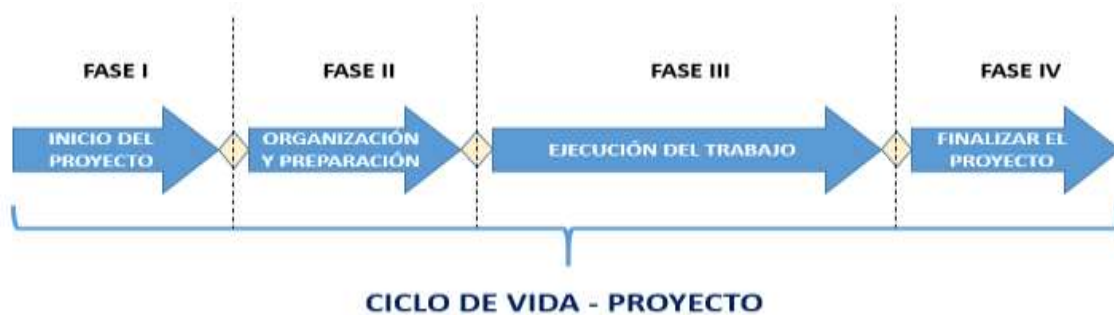 FASE I
FASE II
FASE III
FASE IV
INICIO DEL
PROYECTO
ORGANIZACIÓN
Y PREPARACIÓN
EJECUCIÓN DEL TRABAJO
FINALIZAR EL
PROYECTO
CICLO DE VIDA - PROYECTO